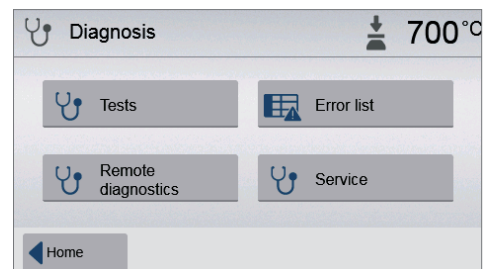 Diagnosis
700°C
Tests
Error list
Remote
diagnostics
Service
Home